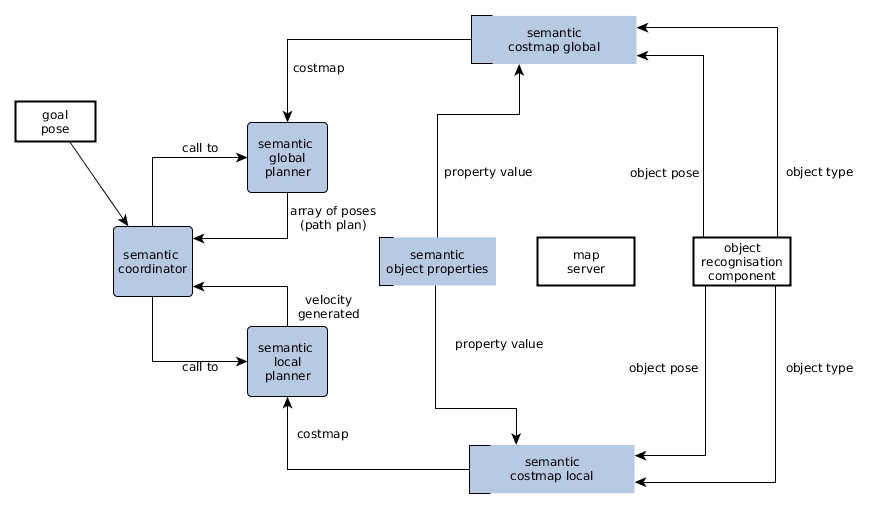 semantic
costmap global
costmap
goal
pose
call to
semantic
global
planner
property value
object pose
object type
array of poses
(path plan)
semantic
coordinator
semantic
object properties
map
server
object
recognisation
component
velocity
generated
semantic
local
planner
call to
property value
object pose
object type
costmap
semantic
costmap local